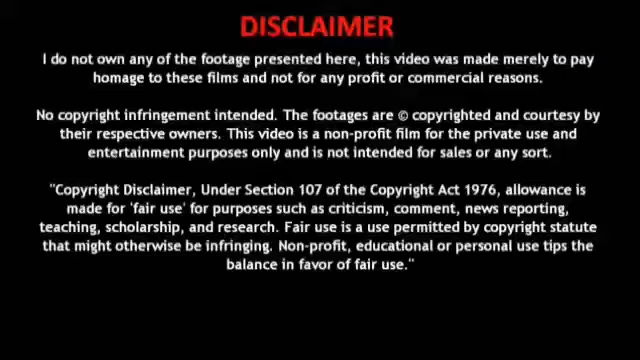 DISCLAIMER
I do not own any of the footage presented here, this video was made merely to pay
homage to these films and not for any profit or commercial reasons.
No copyright infringement intended. The footages are © copyrighted and courtesy by
their respective owners. This video is a non-profit film for the private use and
entertainment purposes only and is not intended for sales or any sort.
"Copyright Disclaimer, Under Section 107 of the Copyright Act 1976, allowance is
made for 'fair use' for purposes such as criticism, comment, news reporting,
teaching, scholarship, and research. Fair use is a use permitted by copyright statute
that might otherwise be infringing. Non-profit, educational or personal use tips the
balance in favor of fair use."